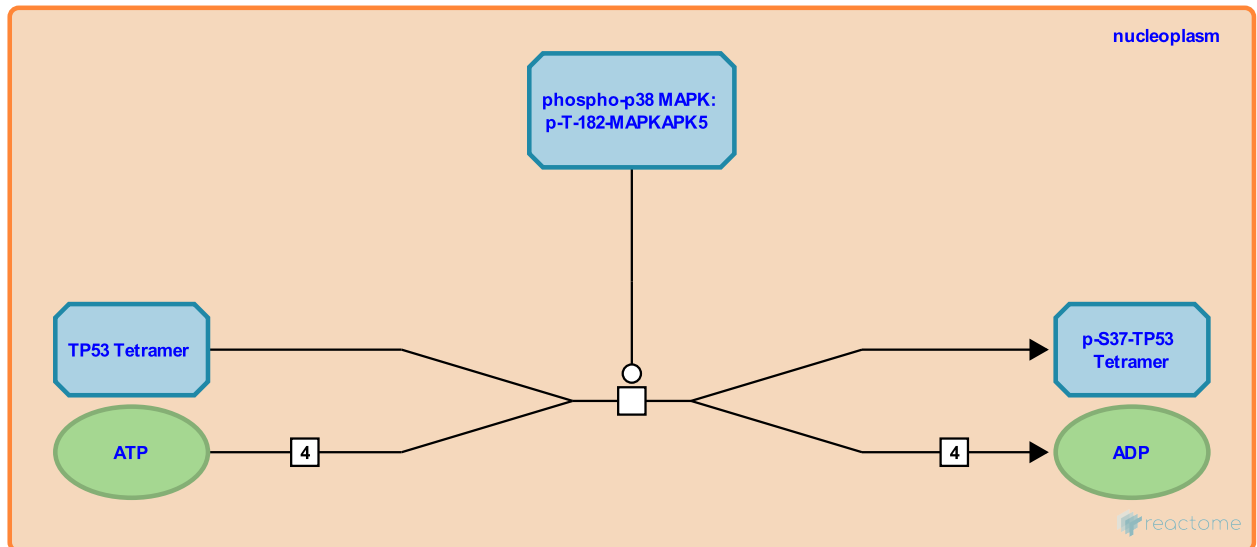 nucleoplasm
phospho-p38 MAPK:
p-T-182-MAPKAPK5
TP53 Tetramer
p-S37-TP53
Tetramer
ATP
4
4
ADP
reactome